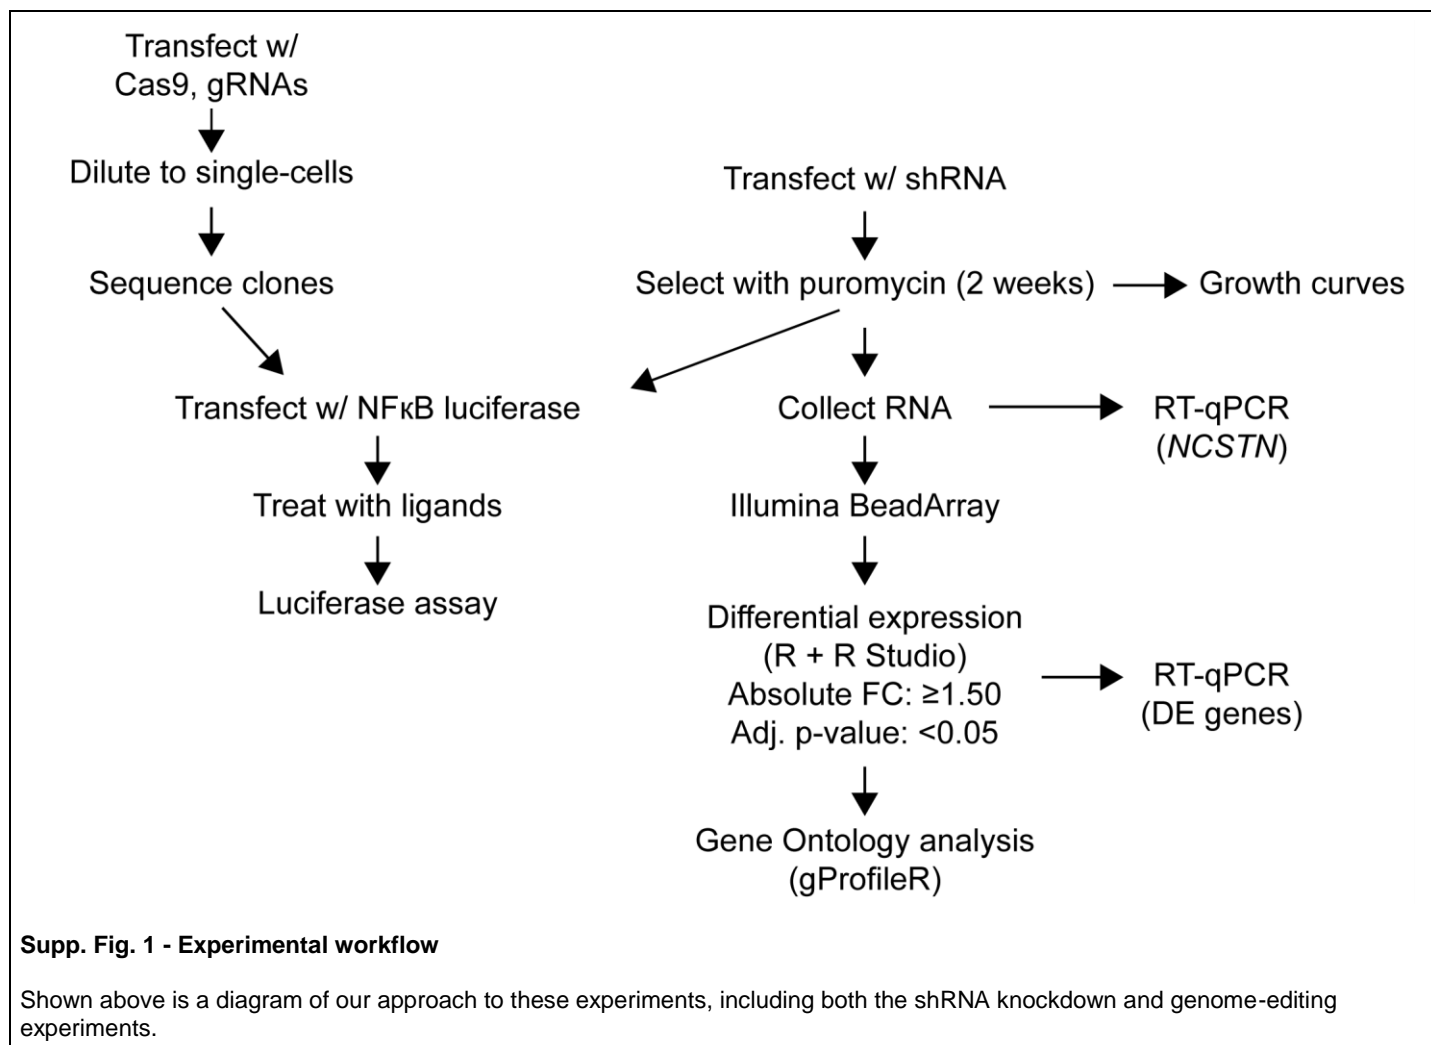 Transfect w/
Cas9, gRNAs
Dilute to single-cells
Sequence clones
Transfect w/ shRNA
Select with puromycin (2 weeks)
Growth curves
Transfect w/ NFκB luciferase
Collect RNA
RT-qPCR
(NCSTN)
Treat with ligands
Illumina BeadArray
Luciferase assay
Differential expression
(R + R Studio)
Absolute FC: ≥1.50
Adj. p-value: <0.05
RT-qPCR
(DE genes)
Gene Ontology analysis
(gProfileR)
Supp. Fig. 1 - Experimental workflow
Shown above is a diagram of our approach to these experiments, including both the shRNA knockdown and genome-editing
experiments.